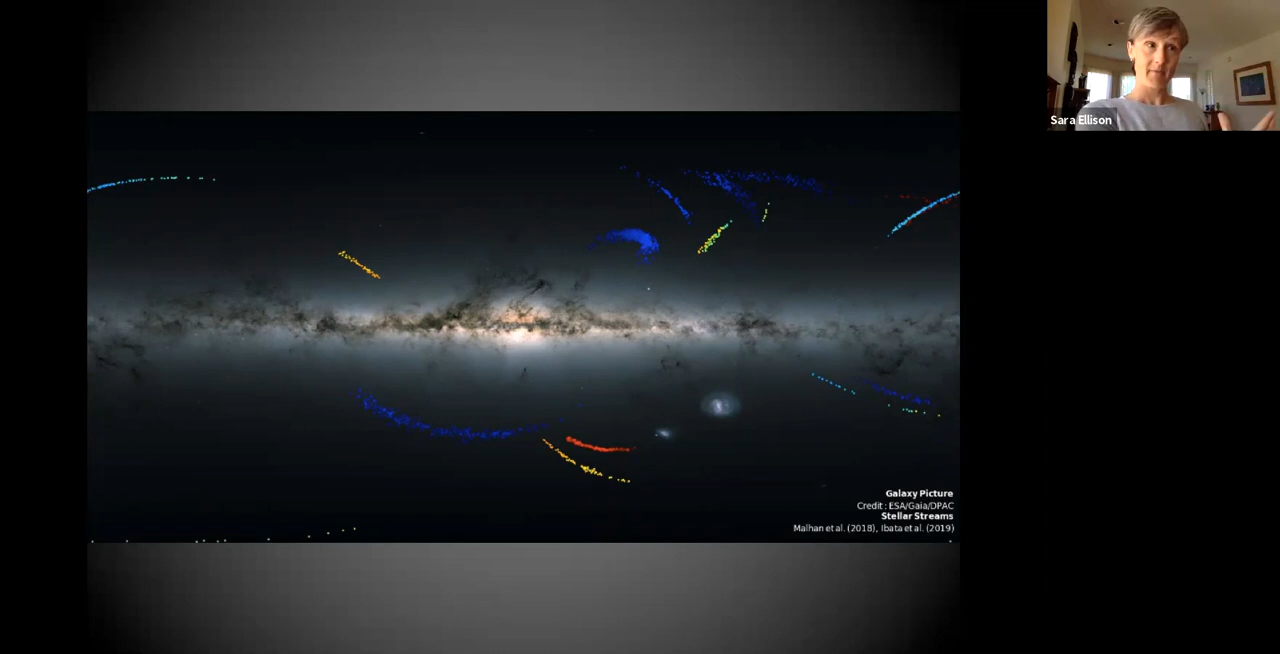 Sara Ellison
Galaxy Picture
Credit : ESA/Gaia/DPAC
Stellar Streams
Malhan et al. (2018), Ibata et al. (2019)